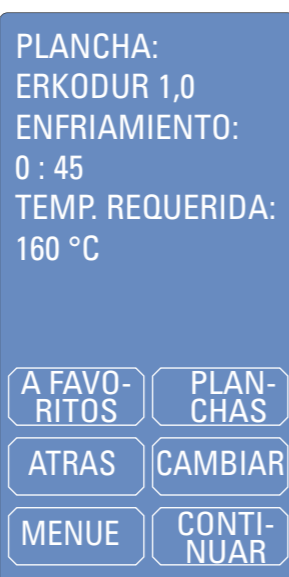 PLANCHA:
ERKODUR 1,0
ENFRIAMIENTO:
0 : 45
TEMP. REQUERIDA:
160 °C
A FAVO-
RITOS
PLAN-
CHAS
ATRAS
CAMBIAR
MENUE
CONTI-
NUAR